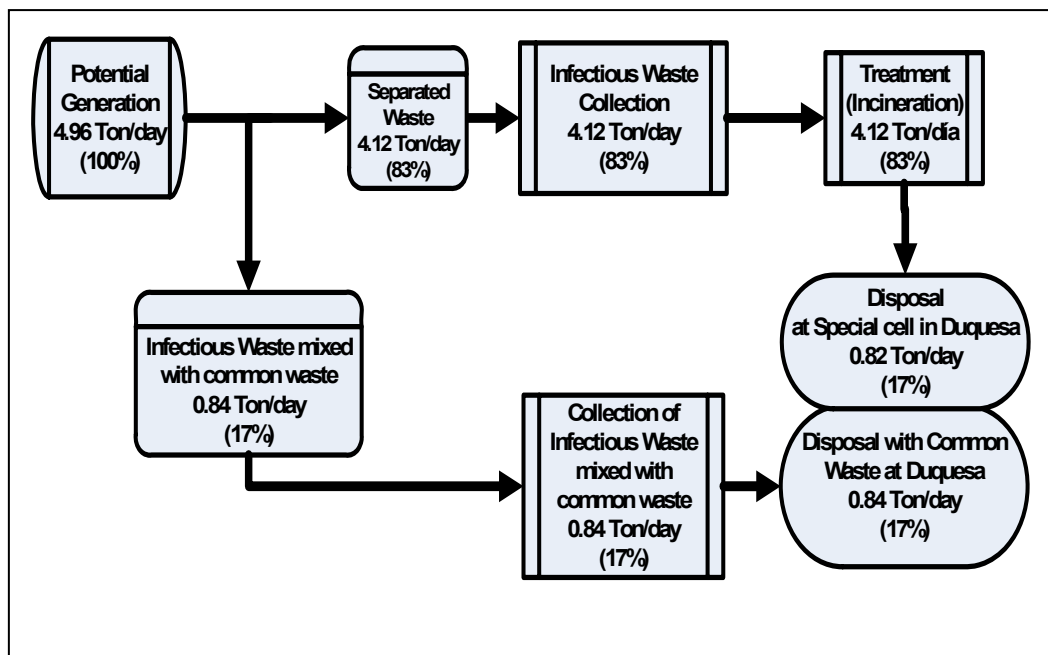 Potential
Generation
4.96 Ton/day
(100%)
Separated
Waste
4.12 Ton/day
(83%)
Infectious Waste
Collection
4.12 Ton/day
(83%)
Treatment
(Incineration)
4.12 Ton/día
(83%)
Infectious Waste mixed
with common waste
0.84 Ton/day
(17%)
Collection of
Infectious Waste
mixed with
common waste
0.84 Ton/day
(17%)
Disposal
at Special cell in Duquesa
0.82 Ton/day
(17%)
Disposal with Common
Waste at Duquesa
0.84 Ton/day
(17%)